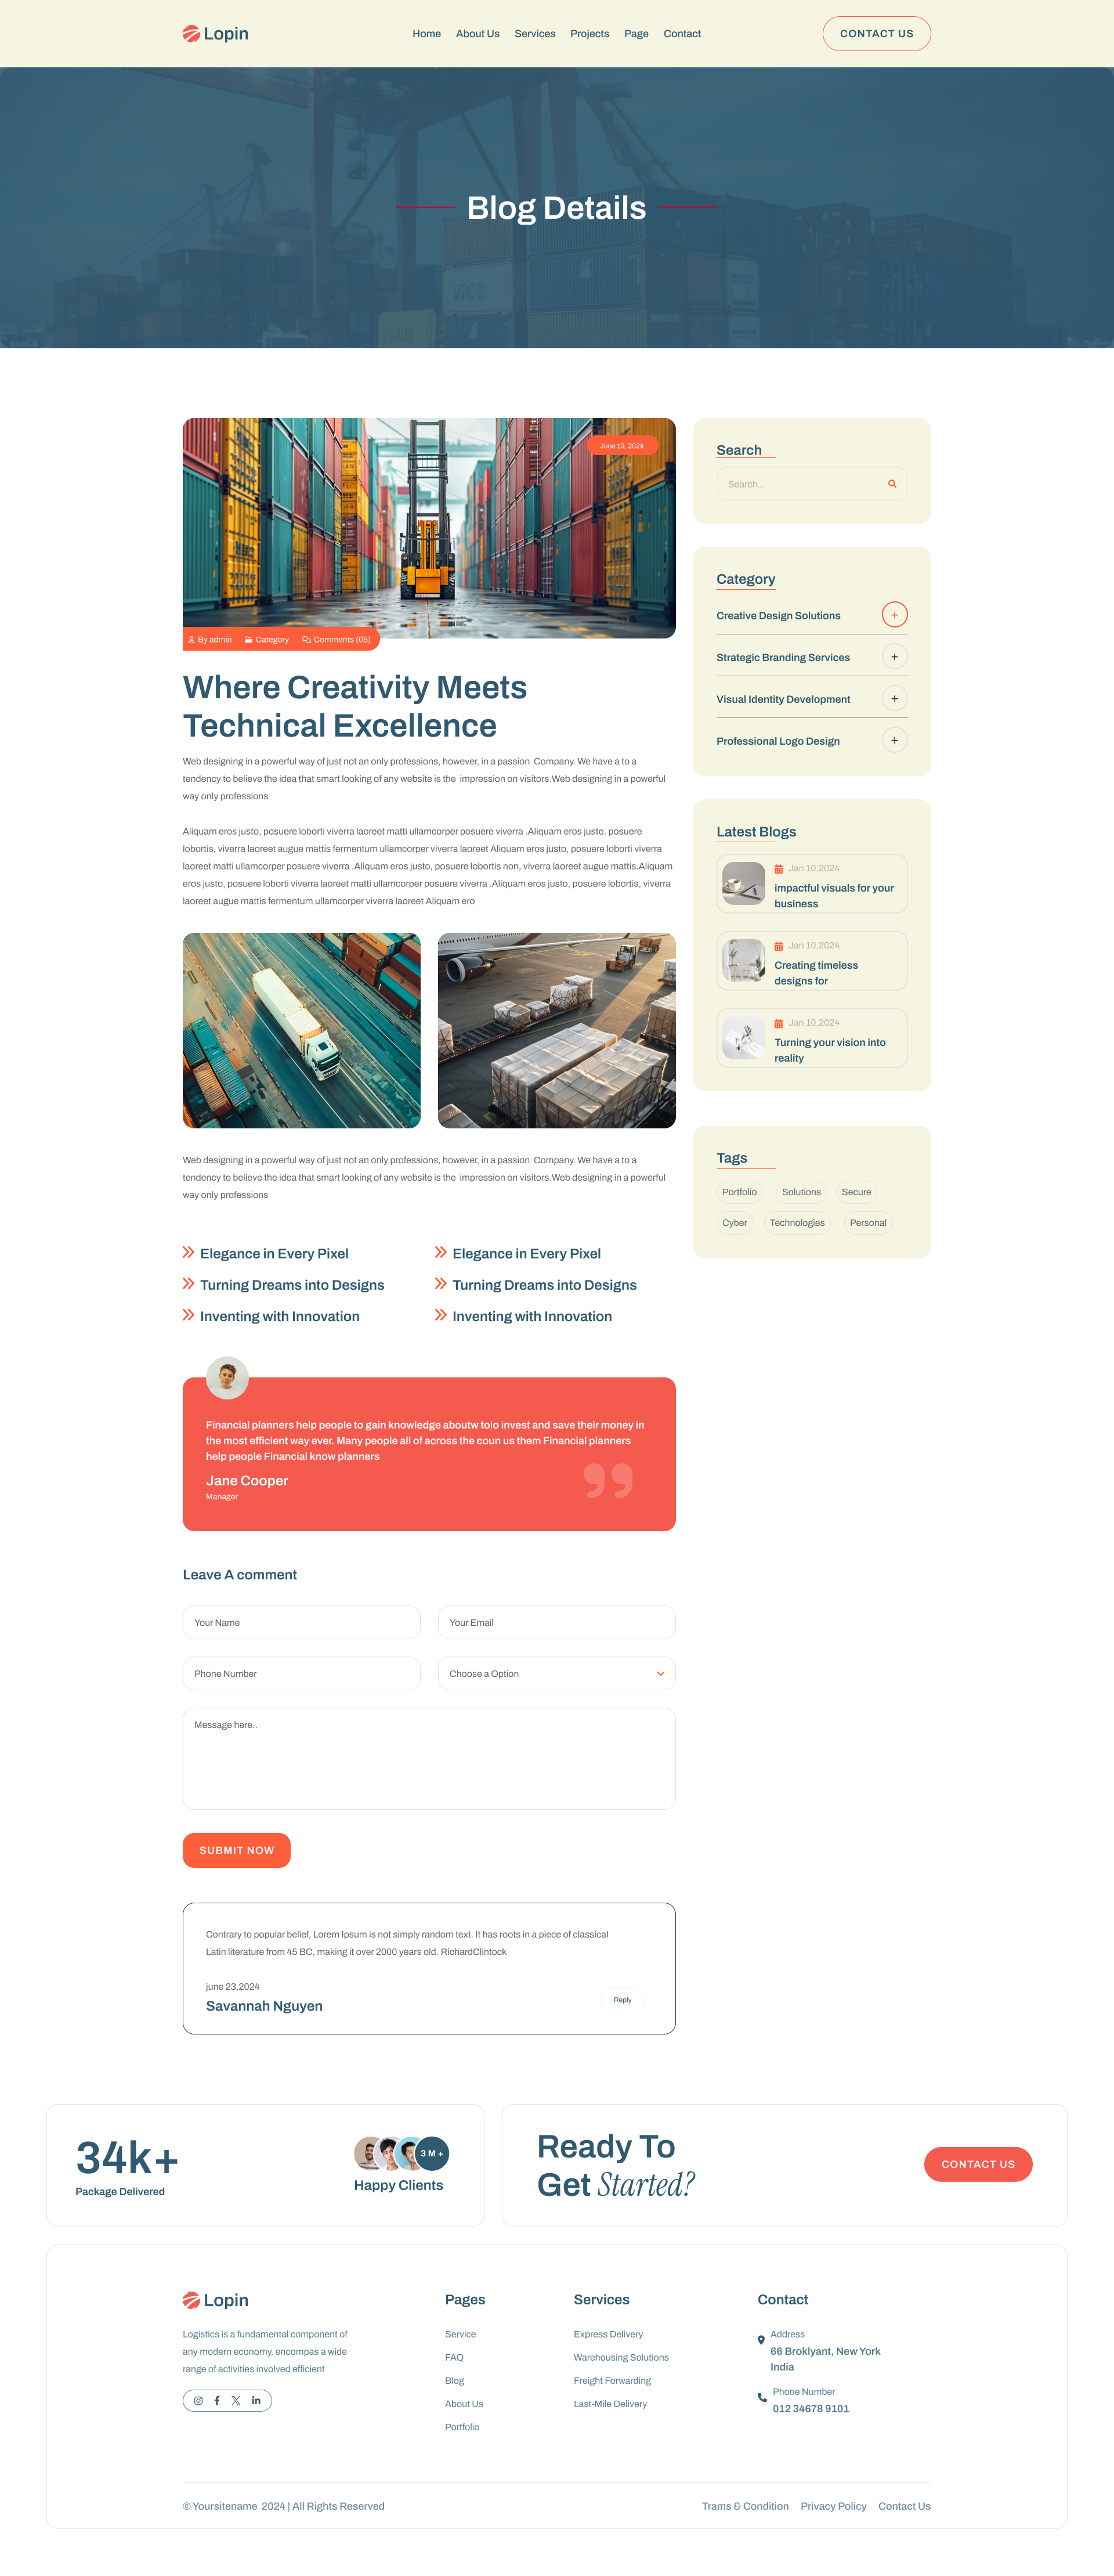 Lopin
Home About Us Services Projects Page Contact
CONTACT US
Blog Details
June 19, 2024
By admin Category Comments (05)
Where Creativity Meets
Technical Excellence
Web designing in a powerful way of just not an only professions, however, in a passion Company. We have a to a
tendency to believe the idea that smart looking of any website is the impression on visitors.Web designing in a powerful
way only professions
Aliquam eros justo, posuere loborti viverra laoreet matti ullamcorper posuere viverra .Aliquam eros justo, posuere
lobortis, viverra laoreet augue mattis fermentum ullamcorper viverra laoreet Aliquam eros justo, posuere loborti viverra
laoreet matti ullamcorper posuere viverra .Aliquam eros justo, posuere lobortis non, viverra laoreet augue mattis.Aliquam
eros justo, posuere loborti viverra laoreet matti ullamcorper posuere viverra .Aliquam eros justo, posuere lobortis, viverra
laoreet augue mattis fermentum ullamcorper viverra laoreet Aliquam ero
Web designing in a powerful way of just not an only professions, however, in a passion Company. We have a to a
tendency to believe the idea that smart looking of any website is the impression on visitors.Web designing in a powerful
way only professions
Elegance in Every Pixel
Turning Dreams into Designs
Inventing with Innovation
Elegance in Every Pixel
Turning Dreams into Designs
Inventing with Innovation
Financial planners help people to gain knowledge aboutw toio invest and save their money in
the most efficient way ever. Many people all of across the coun us them Financial planners
help people Financial know planners
Jane Cooper
Manager
Leave A comment
Your Name
Your Email
Phone Number
Choose a Option
Message here..
SUBMIT NOW
Contrary to popular belief, Lorem Ipsum is not simply random text. It has roots in a piece of classical
Latin literature from 45 BC, making it over 2000 years old. RichardClintock
june 23,2024
Savannah Nguyen
Reply
Search
Search...
Category
Creative Design Solutions
Strategic Branding Services
Visual Identity Development
Professional Logo Design
Latest Blogs
Jan 10,2024
impactful visuals for your
business
Jan 10,2024
Creating timeless
designs for
Jan 10,2024
Turning your vision into
reality
Tags
Portfolio Solutions Secure
Cyber Technologies Personal
34k+
Package Delivered
3 M +
Happy Clients
Ready To
Get Started?
CONTACT US
Lopin
Logistics is a fundamental component of
any modern economy, encompas a wide
range of activities involved efficient
Pages
Service
FAQ
Blog
About Us
Portfolio
Services
Express Delivery
Warehousing Solutions
Freight Forwarding
Last-Mile Delivery
Contact
Address
66 Broklyant, New York
India
Phone Number
012 34678 9101
© Yoursitename 2024 | All Rights Reserved
Trams & Condition Privacy Policy Contact Us